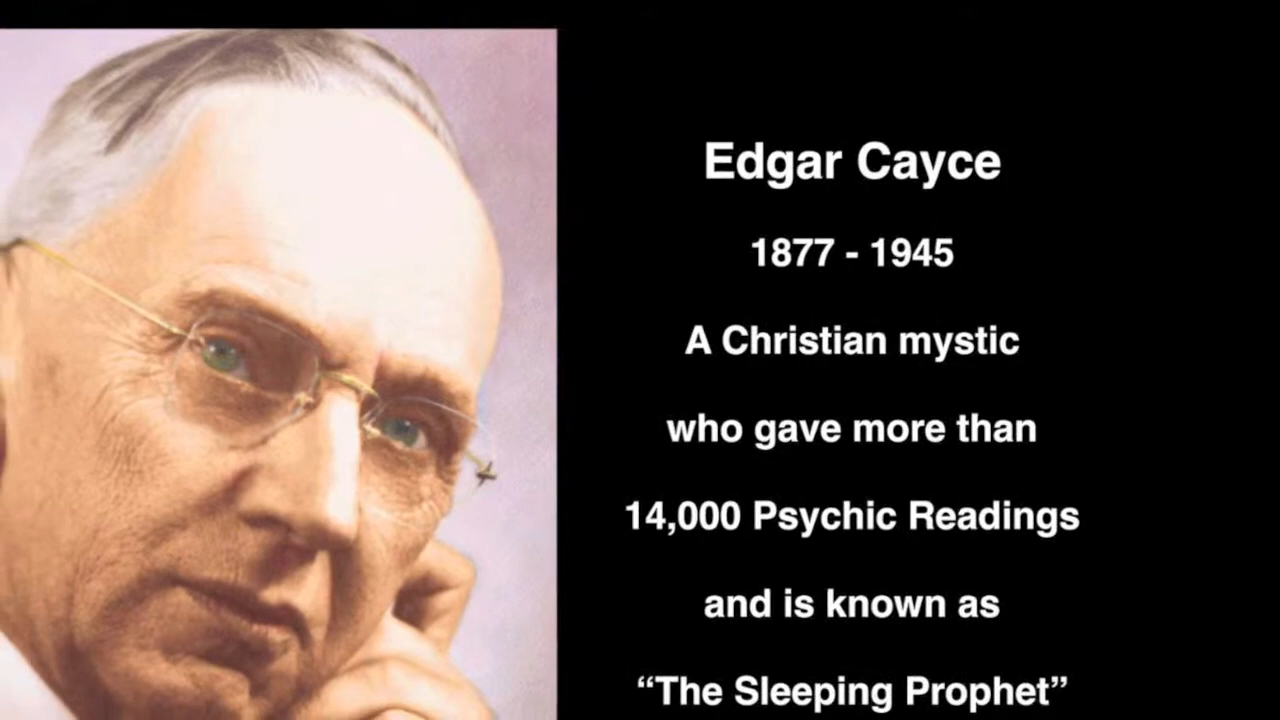 Edgar Cayce
1877 - 1945
A Christian mystic
who gave more than
14,000 Psychic Readings
and is known as
“The Sleeping Prophet”